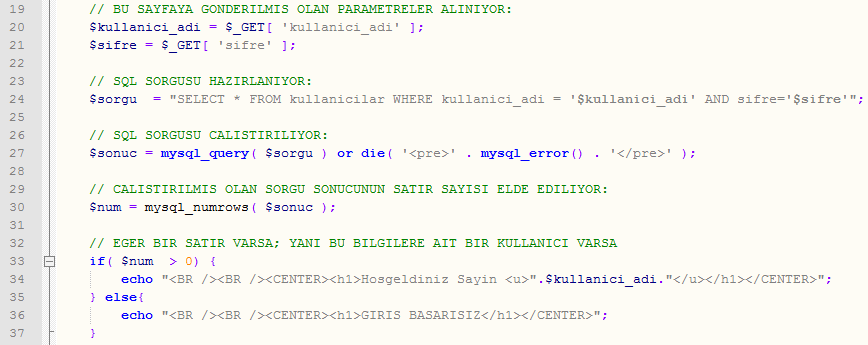 19 // BU SAYFAYA GONDERILMIS OLAN PARAMETRELER ALINIYOR:
20 $kullanici_adi = $_GET[ 'kullanici_adi' ];
21 $sifre = $_GET[ 'sifre' ];
22
23 // SQL SORGUSU HAZIRLANIYOR:
24 $sorgu  = "SELECT * FROM kullanicilar WHERE kullanici_adi = '$kullanici_adi' AND sifre='$sifre'";
25
26 // SQL SORGUSU CALISTIRILIYOR:
27 $sonuc = mysql_query( $sorgu ) or die( '<pre>' . mysql_error() . '</pre>' );
28
29 // CALISTIRILMIS OLAN SORGU SONUCUNUN SATIR SAYISI ELDE EDILIYOR:
30 $num = mysql_numrows( $sonuc );
31
32 // EGER BIR SATIR VARSA; YANI BU BILGILERE AIT BIR KULLANICI VARSA
33 if( $num  > 0) {
34     echo "<BR /><BR /><CENTER><h1>Hosgeldiniz Sayin <u>".$kullanici_adi."</u></h1></CENTER>";
35 } else{
36     echo "<BR /><BR /><CENTER><h1>GIRIS BASARISIZ</h1></CENTER>";
37 }